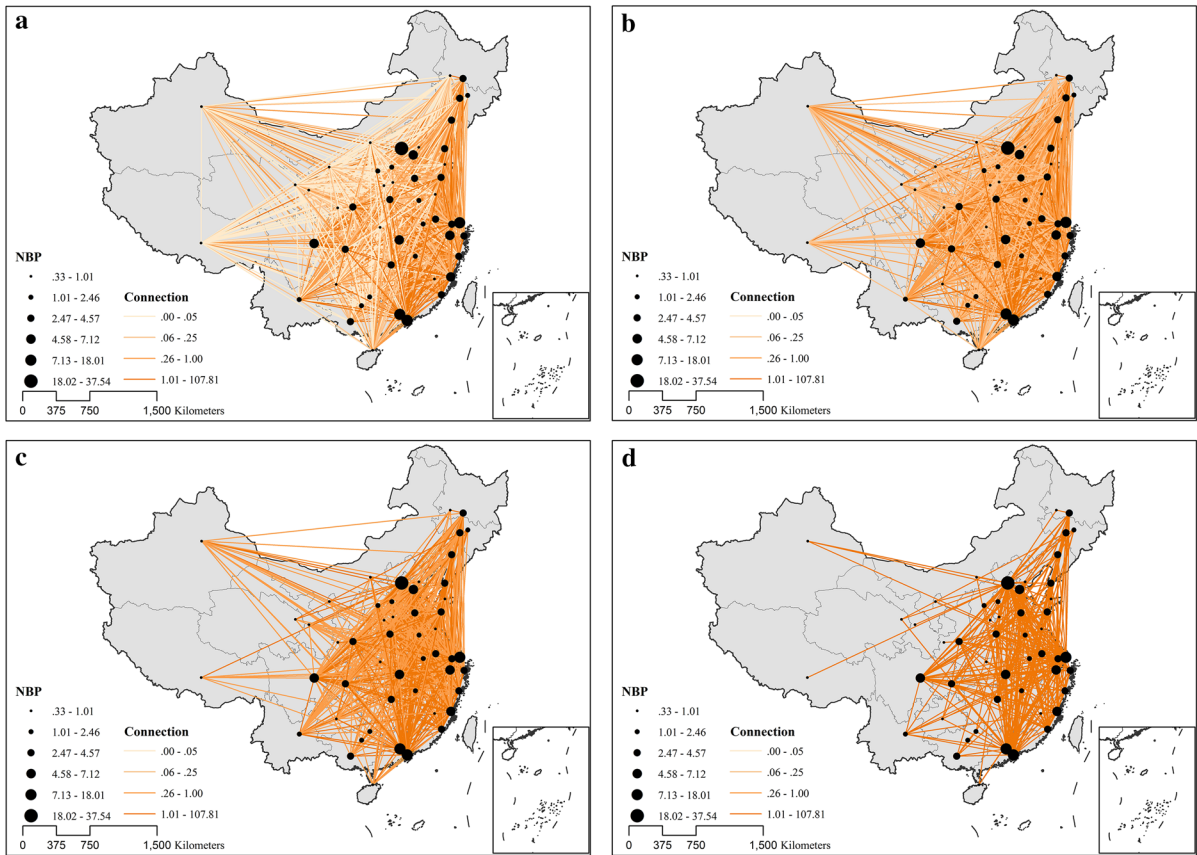 a
NBP
.33 - 1.01
1.01 - 2.46
2.47 - 4.57
4.58 - 7.12
7.13 - 18.01
18.02 - 37.54
Connection
.00 - .05
.06 - .25
.26 - 1.00
1.01 - 107.81
0 375 750 1,500 Kilometers
b
NBP
.33 - 1.01
1.01 - 2.46
2.47 - 4.57
4.58 - 7.12
7.13 - 18.01
18.02 - 37.54
Connection
.00 - .05
.06 - .25
.26 - 1.00
1.01 - 107.81
0 375 750 1,500 Kilometers
c
NBP
.33 - 1.01
1.01 - 2.46
2.47 - 4.57
4.58 - 7.12
7.13 - 18.01
18.02 - 37.54
Connection
.00 - .05
.06 - .25
.26 - 1.00
1.01 - 107.81
0 375 750 1,500 Kilometers
d
NBP
.33 - 1.01
1.01 - 2.46
2.47 - 4.57
4.58 - 7.12
7.13 - 18.01
18.02 - 37.54
Connection
.00 - .05
.06 - .25
.26 - 1.00
1.01 - 107.81
0 375 750 1,500 Kilometers